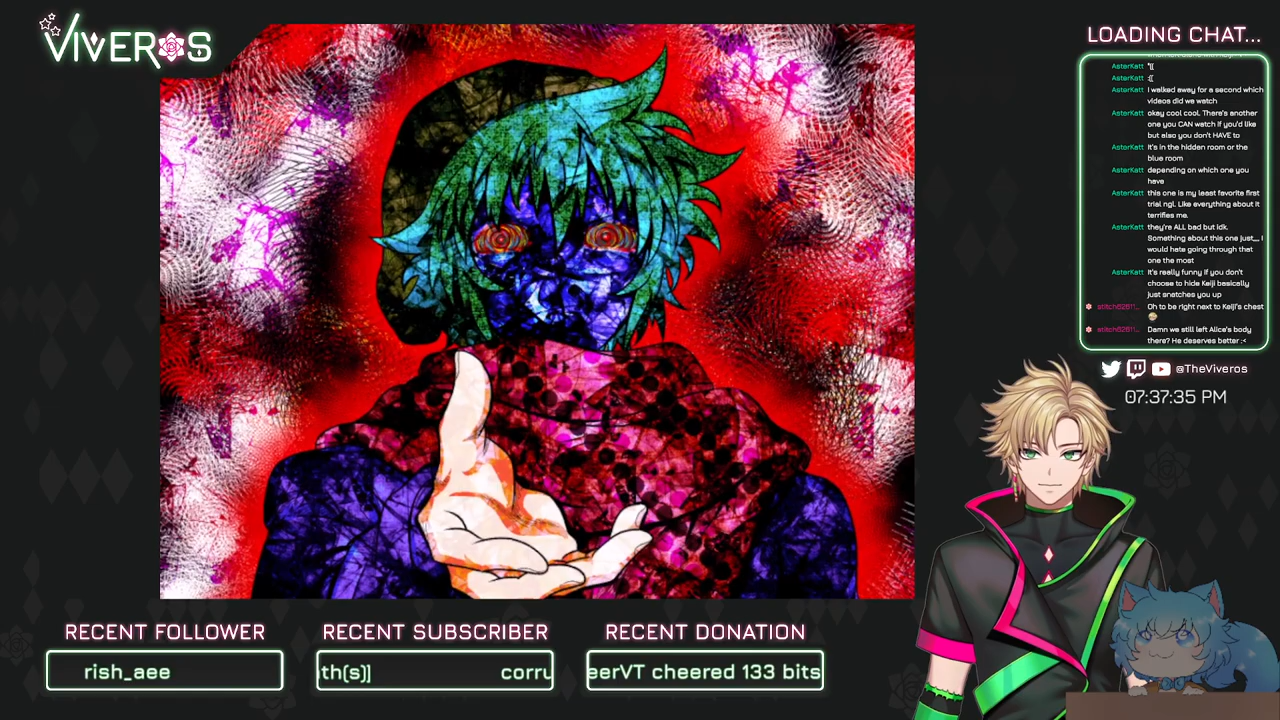 VIVEROS
LOADING CHAT...
AsterKatt "((
AsterKatt :((
AsterKatt I walked away for a second which
videos did we watch
AsterKatt okay cool cool. There's another
one you CAN watch if you'd like
but also you don't HAVE to
AsterKatt It's in the hidden room or the
blue room
AsterKatt depending on which one you
have
AsterKatt this one is my least favorite first
trial ngl. Like everything about it
terrifies me.
AsterKatt they're ALL bad but idk.
Something about this one just,,,, I
would hate going through that
one the most
AsterKatt It's really funny if you don't
choose to hide Keiji basically
just snatches you up
stitch62611... Oh to be right next to Keiji's chest
stitch62611... Damn we still left Alice's body
there? He deserves better :<
@TheViveros
07:37:35 PM
RECENT FOLLOWER
rish_aee
RECENT SUBSCRIBER
th(s)] corru
RECENT DONATION
eerVT cheered 133 bits